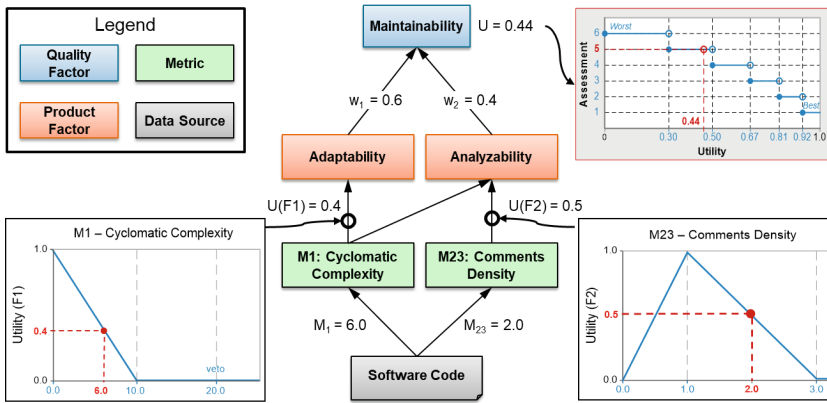 Legend
Quality
Factor
Metric
Product
Factor
Data Source
Maintainability
U = 0.44
w1 = 0.6
w2 = 0.4
Adaptability
Analyzability
U(F1) = 0.4
U(F2) = 0.5
M1: Cyclomatic
Complexity
M23: Comments
Density
M1 = 6.0
M23 = 2.0
Software Code
Assessment
6
5
4
3
2
1
Worst
Best
0.44
0
0.30
0.50
0.67
0.81
0.92
1.0
Utility
M1 – Cyclomatic Complexity
Utility (F1)
1.0
0.4
0.0
veto
0.0
6.0
10.0
20.0
M23 – Comments Density
Utility (F2)
1.0
0.5
0.0
0.0
1.0
2.0
3.0